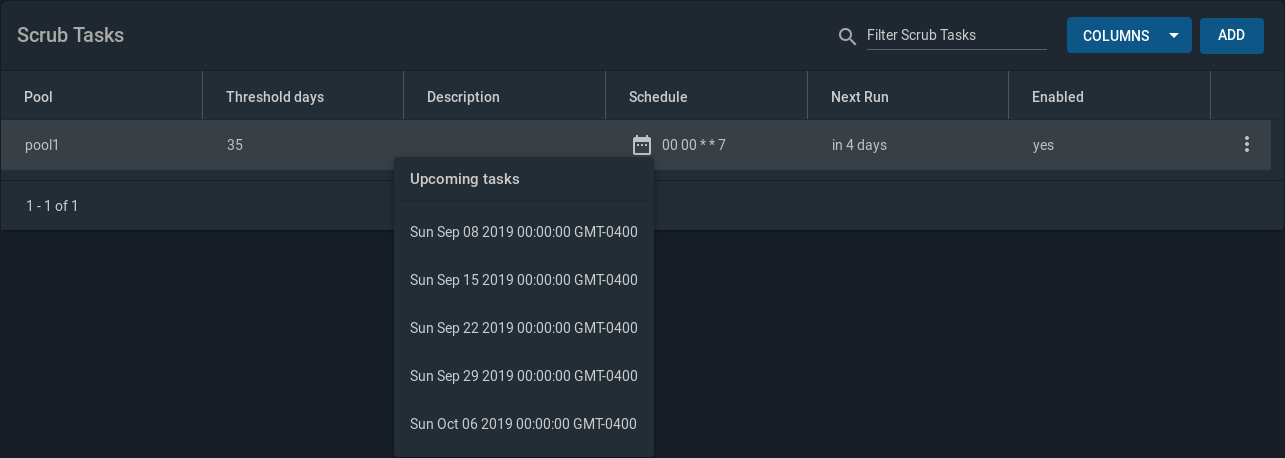 Scrub Tasks
Filter Scrub Tasks
COLUMNS
ADD
Pool Threshold days Description Schedule Next Run Enabled
pool1 35 00 00 * * 7 in 4 days yes
Upcoming tasks
1 - 1 of 1
Sun Sep 08 2019 00:00:00 GMT-0400
Sun Sep 15 2019 00:00:00 GMT-0400
Sun Sep 22 2019 00:00:00 GMT-0400
Sun Sep 29 2019 00:00:00 GMT-0400
Sun Oct 06 2019 00:00:00 GMT-0400